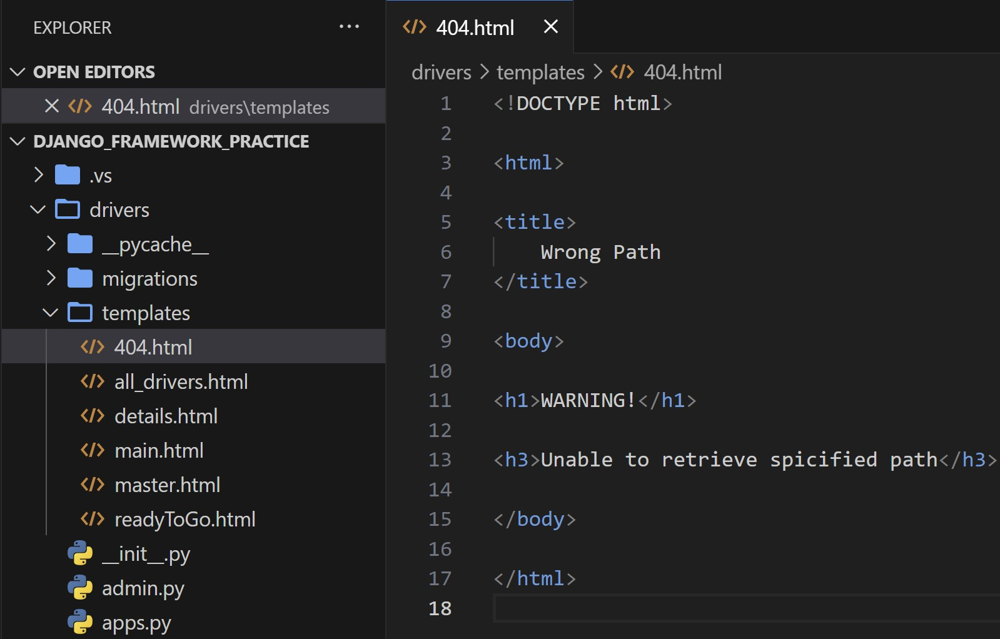 EXPLORER
OPEN EDITORS
404.html drivers\templates
DJANGO_FRAMEWORK_PRACTICE
.vs
drivers
__pycache__
migrations
templates
404.html
all_drivers.html
details.html
main.html
master.html
readyToGo.html
__init__.py
admin.py
apps.py
404.html
drivers > templates > </> 404.html
1 <!DOCTYPE html>
2
3 <html>
4
5 <title>
6 Wrong Path
7 </title>
8
9 <body>
10
11 <h1>WARNING!</h1>
12
13 <h3>Unable to retrieve spicified path</h3>
14
15 </body>
16
17 </html>
18